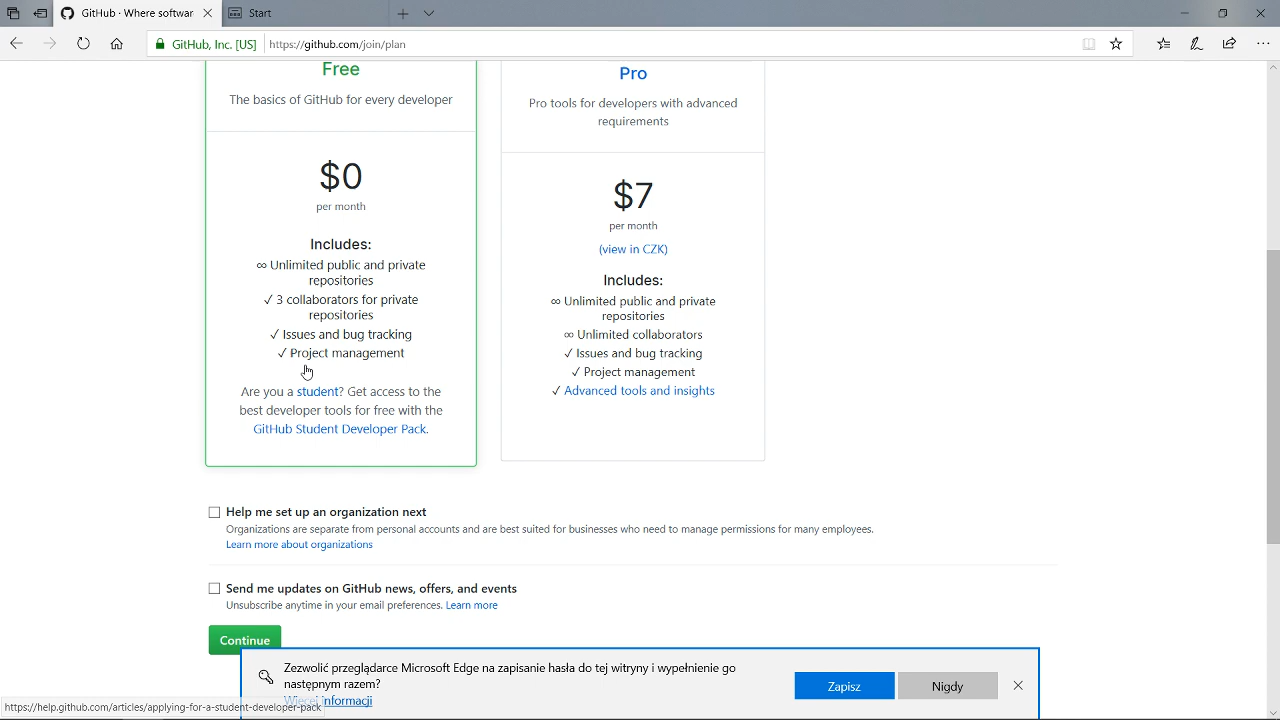 GitHub · Where softwar
Start
GitHub, Inc. [US]
https://github.com/join/plan
Free
The basics of GitHub for every developer
$0
per month
Includes:
∞ Unlimited public and private
repositories
✓ 3 collaborators for private
repositories
✓ Issues and bug tracking
✓ Project management
Are you a student? Get access to the
best developer tools for free with the
GitHub Student Developer Pack.
Pro
Pro tools for developers with advanced
requirements
$7
per month
(view in CZK)
Includes:
∞ Unlimited public and private
repositories
∞ Unlimited collaborators
✓ Issues and bug tracking
✓ Project management
✓ Advanced tools and insights
Help me set up an organization next
Organizations are separate from personal accounts and are best suited for businesses who need to manage permissions for many employees.
Learn more about organizations
Send me updates on GitHub news, offers, and events
Unsubscribe anytime in your email preferences. Learn more
Continue
Zezwolić przeglądarce Microsoft Edge na zapisanie hasła do tej witryny i wypełnienie go
następnym razem?
Więcej informacji
Zapisz
Nigdy
https://help.github.com/articles/applying-for-a-student-developer-pack